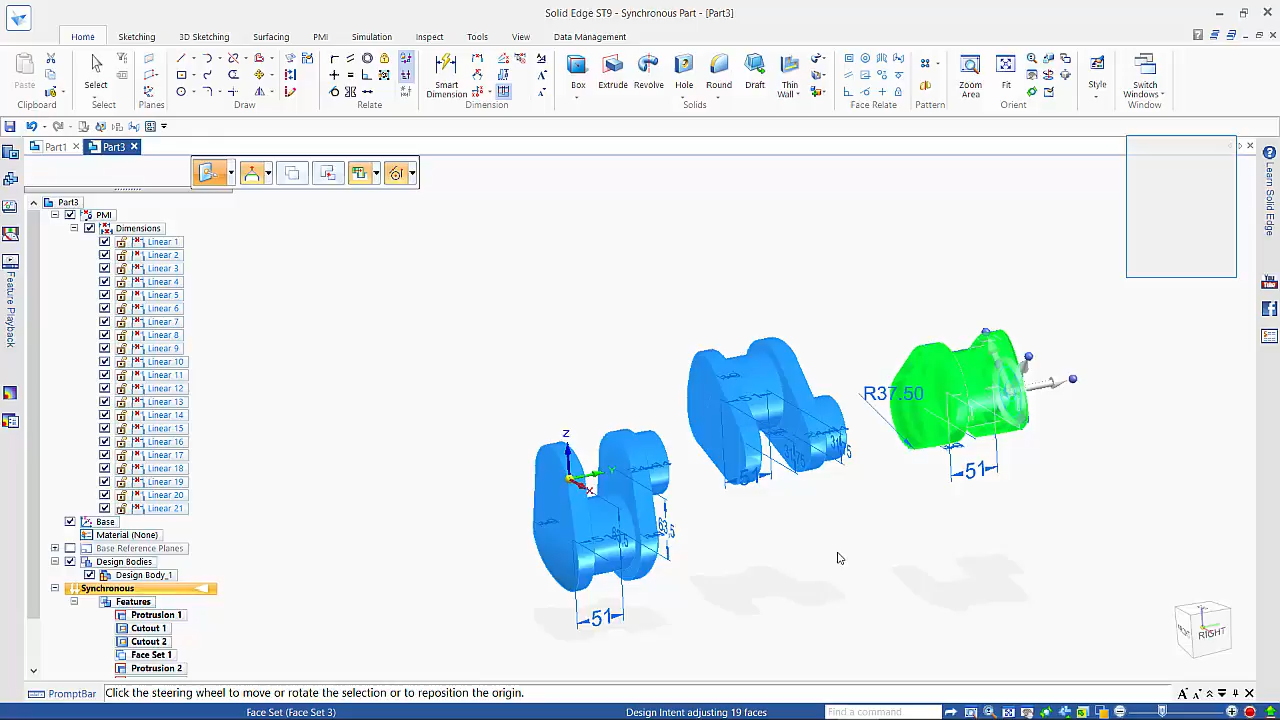 Solid Edge ST9 - Synchronous Part - [Part3]
Home
Sketching
3D Sketching
Surfacing
PMI
Simulation
Inspect
Tools
View
Data Management
Paste
Select
Smart Dimension
Box
Extrude
Revolve
Hole
Round
Draft
Thin Wall
Zoom Area
Fit
Style
Switch Windows
Clipboard
Select
Planes
Draw
Relate
Dimension
Solids
Face Relate
Pattern
Orient
Window
Part1
Part3
Feature Playback
Learn Solid Edge
Part3
PMI
Dimensions
Linear 1
Linear 2
Linear 3
Linear 4
Linear 5
Linear 6
Linear 7
Linear 8
Linear 9
Linear 10
Linear 11
Linear 12
Linear 13
Linear 14
Linear 15
Linear 16
Linear 17
Linear 18
Linear 19
Linear 20
Linear 21
Base
Material (None)
Base Reference Planes
Design Bodies
Design Body_1
Synchronous
Features
Protrusion 1
Cutout 1
Cutout 2
Face Set 1
Protrusion 2
R37.50
51
51
51
Z
Y
X
RIGHT
PromptBar
Click the steering wheel to move or rotate the selection or to reposition the origin.
Face Set (Face Set 3)
Design Intent adjusting 19 faces
Find a command
You Tube